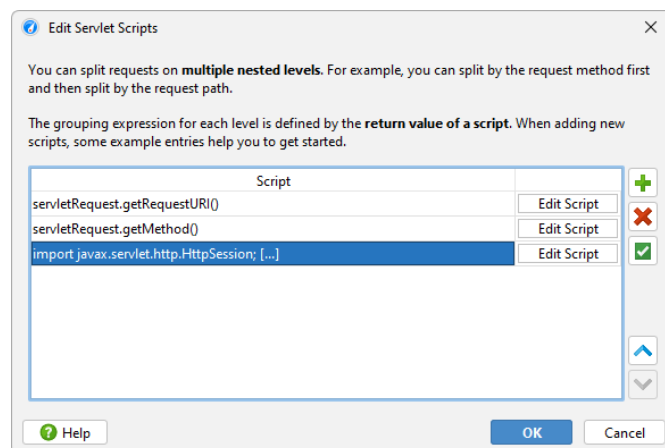 Edit Servlet Scripts
You can split requests on multiple nested levels. For example, you can split by the request method first
and then split by the request path.
The grouping expression for each level is defined by the return value of a script. When adding new
scripts, some example entries help you to get started.
Script
servletRequest.getRequestURI() Edit Script
servletRequest.getMethod() Edit Script
import javax.servlet.http.HttpSession; [...] Edit Script
Help OK Cancel